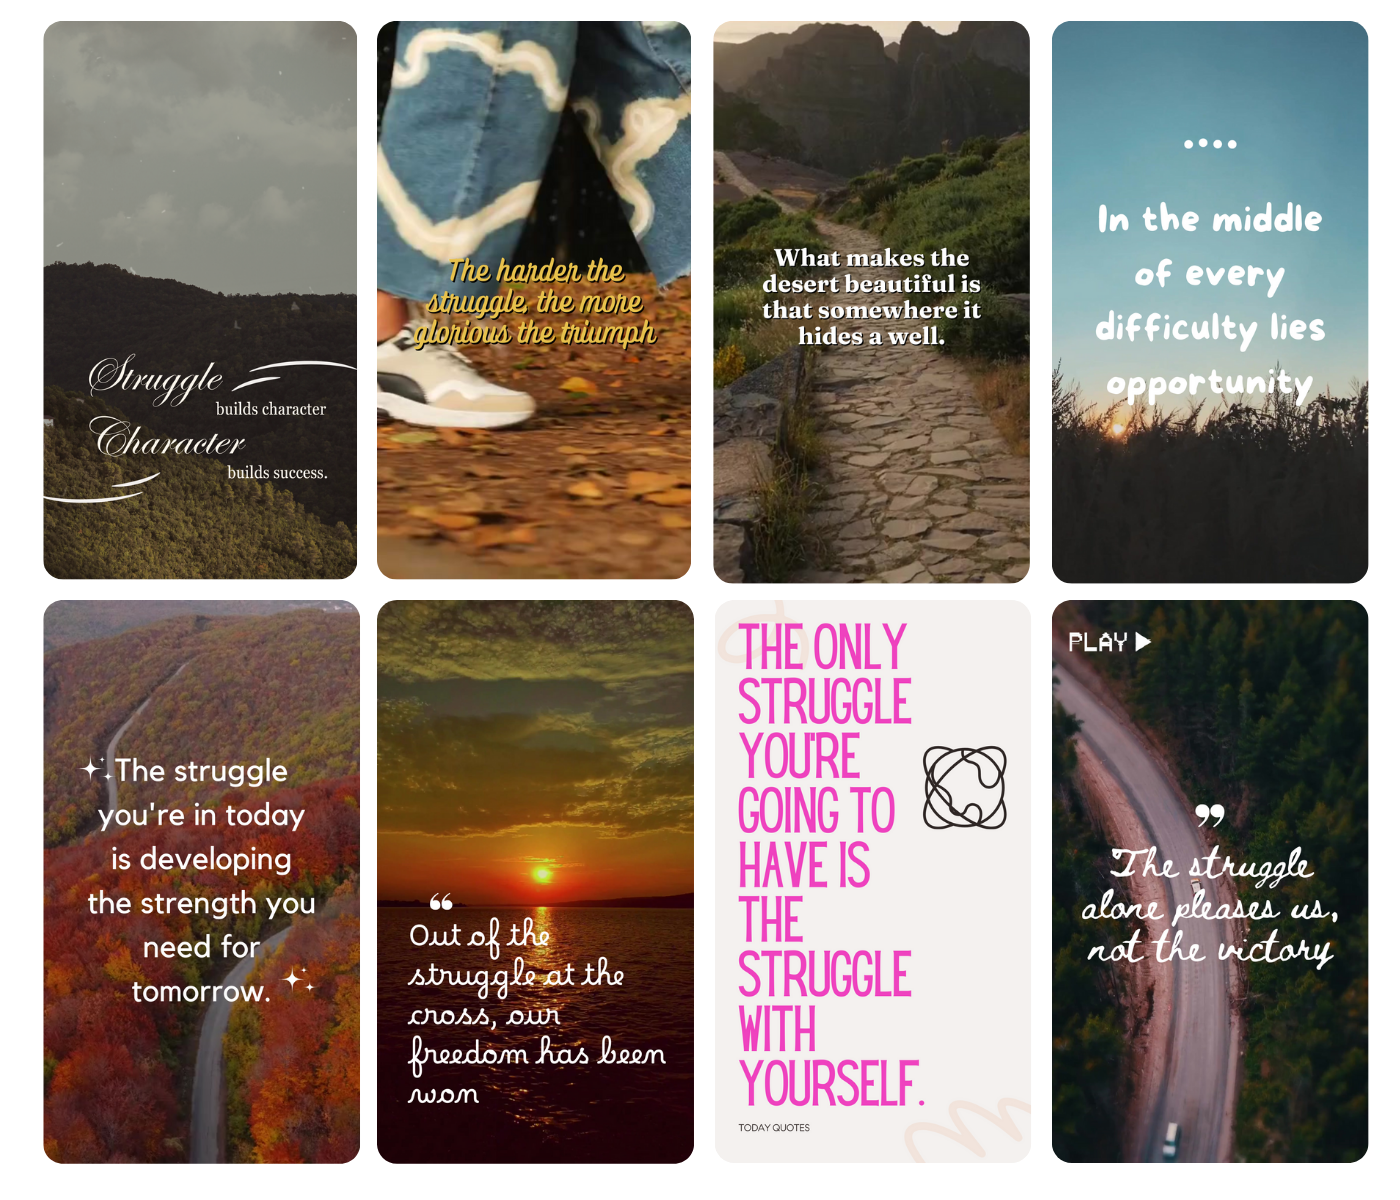 Struggle
builds character
Character
builds success.
The harder the
struggle, the more
glorious the triumph
What makes the
desert beautiful is
that somewhere it
hides a well.
In the middle
of every
difficulty lies
opportunity
The struggle
you're in today
is developing
the strength you
need for
tomorrow.
“
Out of the
struggle at the
cross, our
freedom has been
won
THE ONLY
STRUGGLE
YOU'RE
GOING TO
HAVE IS
THE
STRUGGLE
WITH
YOURSELF.
TODAY QUOTES
PLAY
”
The struggle
alone pleases us,
not the victory